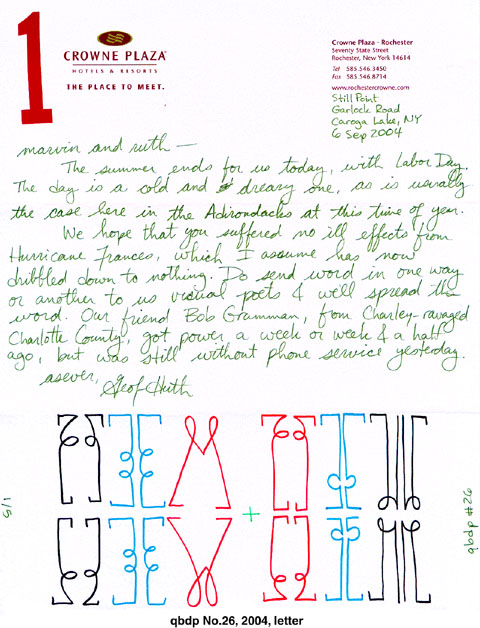 1
CROWNE PLAZA®
HOTELS & RESORTS
THE PLACE TO MEET.
Crowne Plaza - Rochester
Seventy State Street
Rochester, New York 14614
Tel 585.546.3450
Fax 585.546.8714
www.rochestercrowne.com
Still Point
Garlock Road
Caroga Lake, NY
6 Sep 2004
marvin and ruth —
The summer ends for us today, with Labor Day.
The day is a cold and dreary one, as is usually
the case here in the Adirondacks at this time of year.
We hope that you suffered no ill effects from
Hurricane Frances, which I assume has now
dribbled down to nothing. Do send word in one way
or another to us visual poets & we'll spread the
word. Our friend Bob Grumman, from Charley-ravaged
Charlotte County, got power a week or week & a half
ago, but was still without phone service yesterday.
asever, Geof Huth
+
1/5
qbdp #26
qbdp No.26, 2004, letter